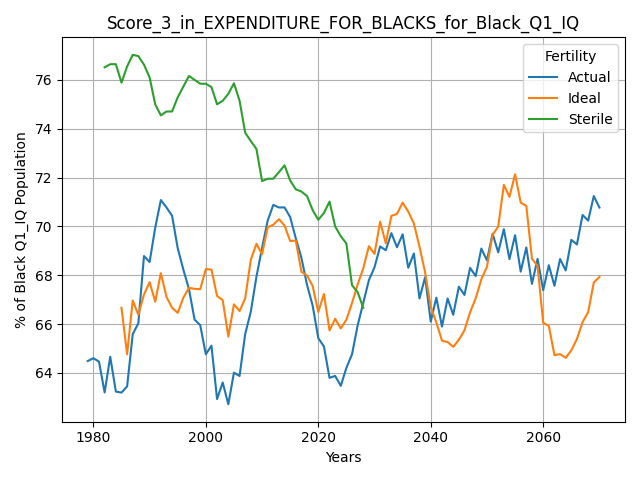 Score_3_in_EXPENDITURE_FOR_BLACKS_for_Black_Q1_IQ
Fertility
Actual
Ideal
Sterile
% of Black Q1_IQ Population
76
74
72
70
68
66
64
1980
2000
2020
2040
2060
Years